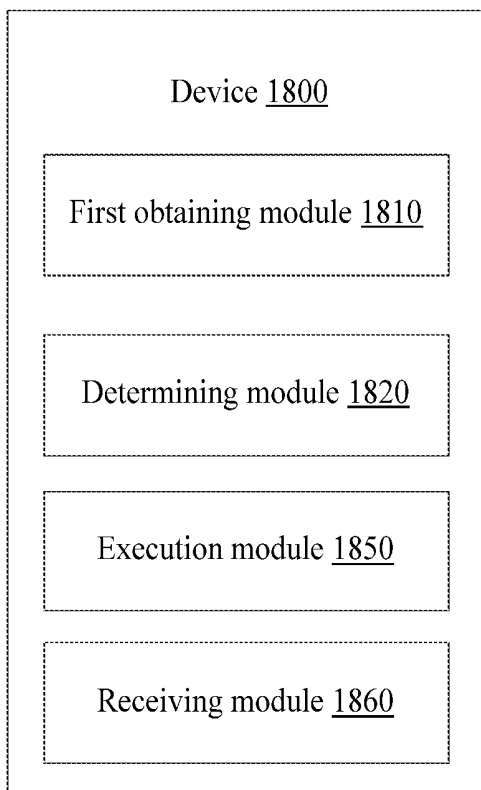 Device 1800
First obtaining module 1810
Determining module 1820
Execution module 1850
Receiving module 1860